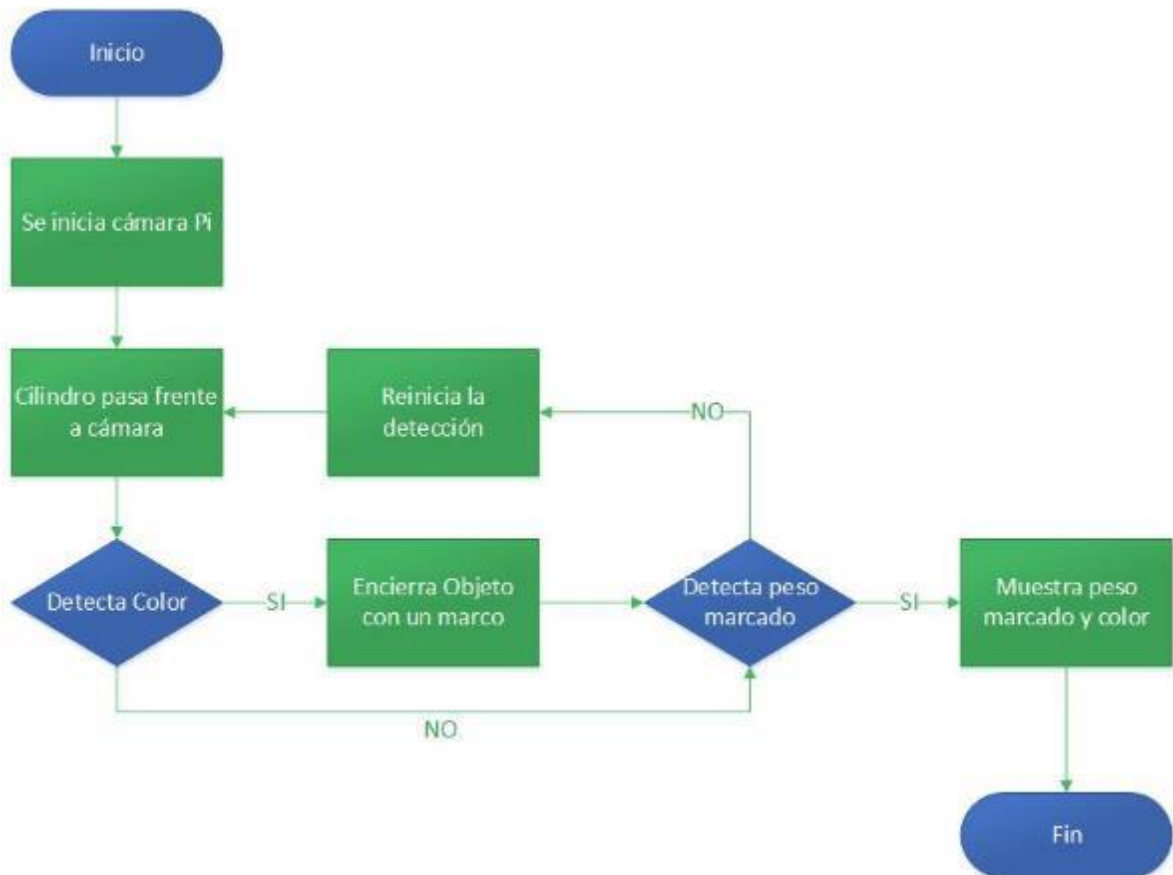 Inicio
Se inicia cámara Pi
Cilindro pasa frente
a cámara
Reinicia la
detección
NO
Detecta Color
SI
Encierra Objeto
con un marco
Detecta peso
marcado
SI
Muestra peso
marcado y color
NO
Fin